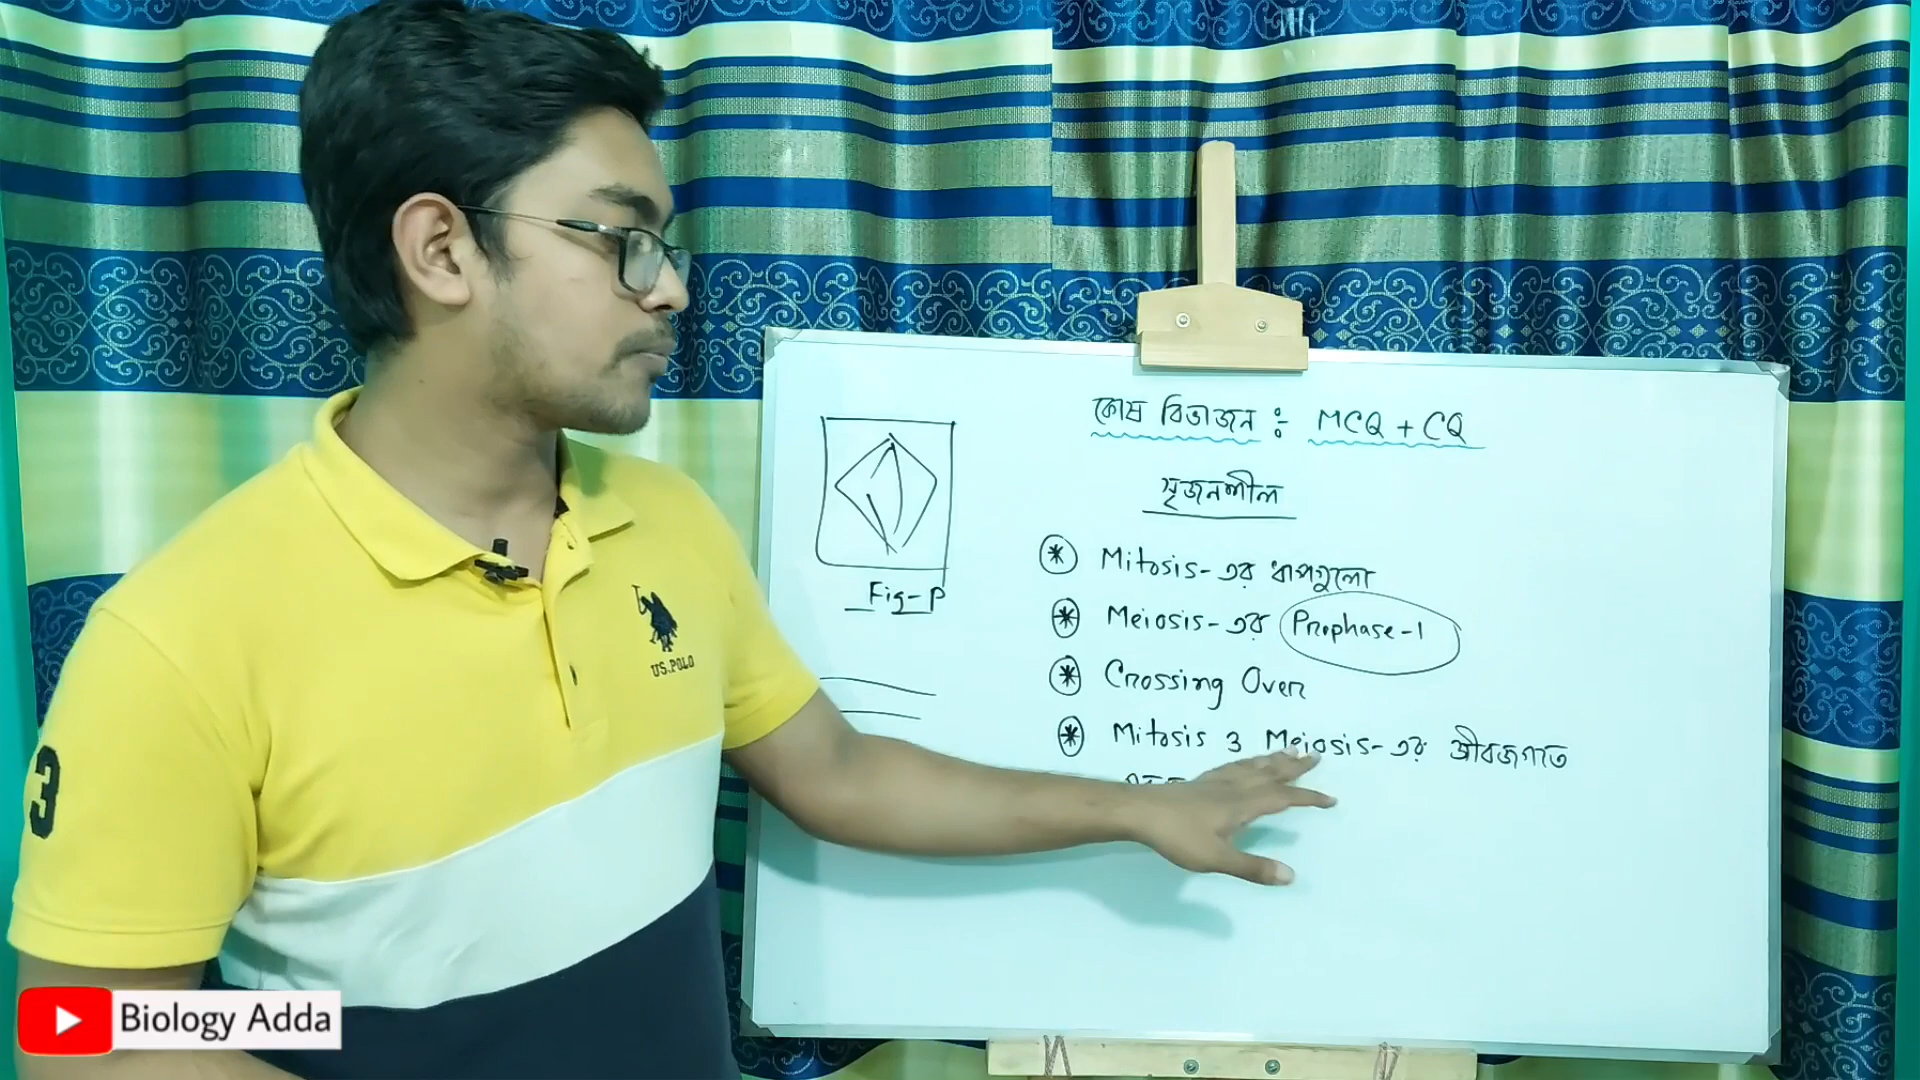 কোষ বিভাজন : MCQ + CQ
সৃজনশীল
Fig-P
* Mitosis-এর ধাপগুলো
* Meiosis-এর Prophase-1
* Crossing Over
* Mitosis ও Meiosis-এর জীবজগতে
U.S. POLO
3
Biology Adda